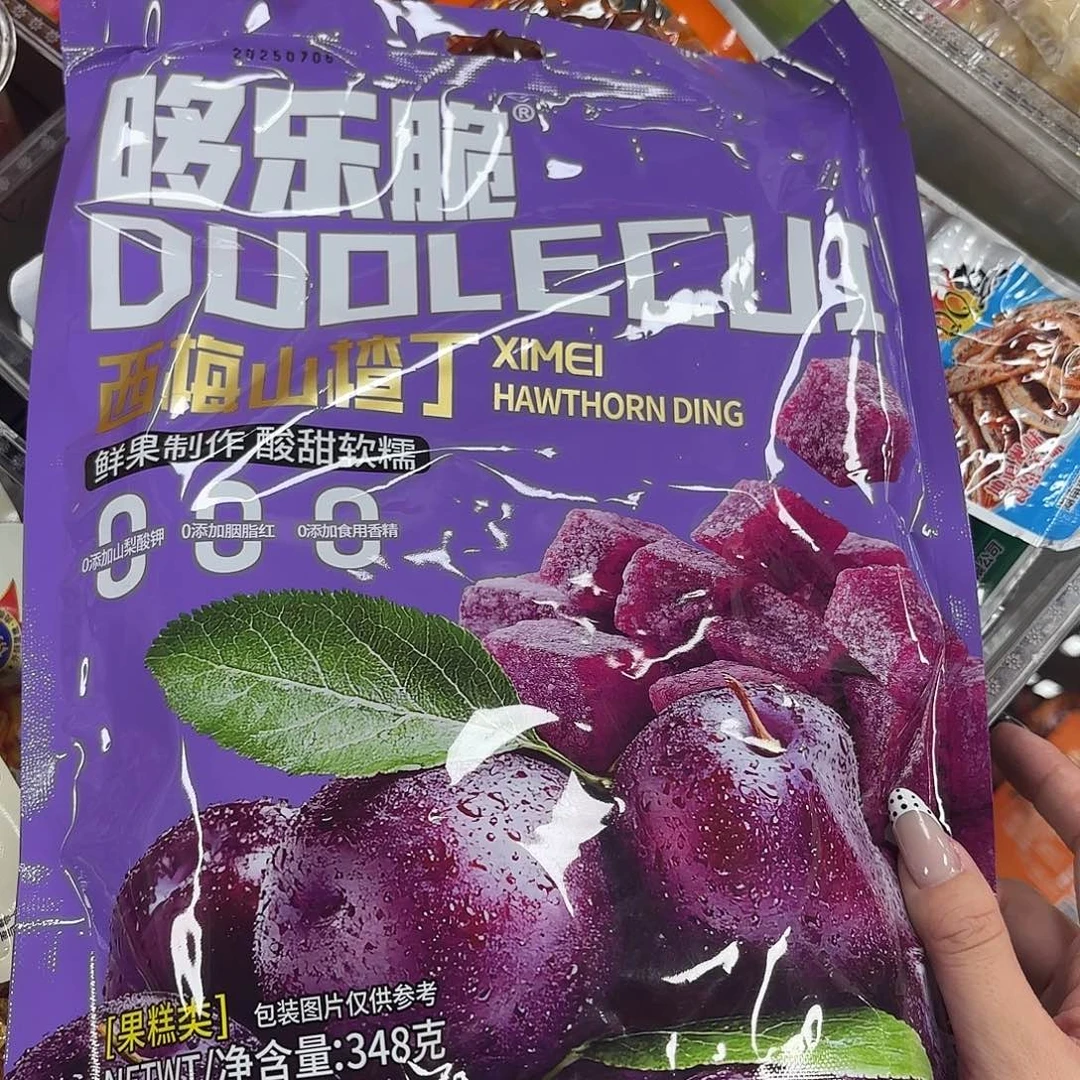 20250706
哆乐脆®
DUOLECUI
西梅山楂丁
XIMEI
HAWTHORN DING
鲜果制作 酸甜软糯
0添加山梨酸钾
0添加胭脂红
0添加食用香精
[果糕类]
包装图片仅供参考
NETWT/净含量:348克